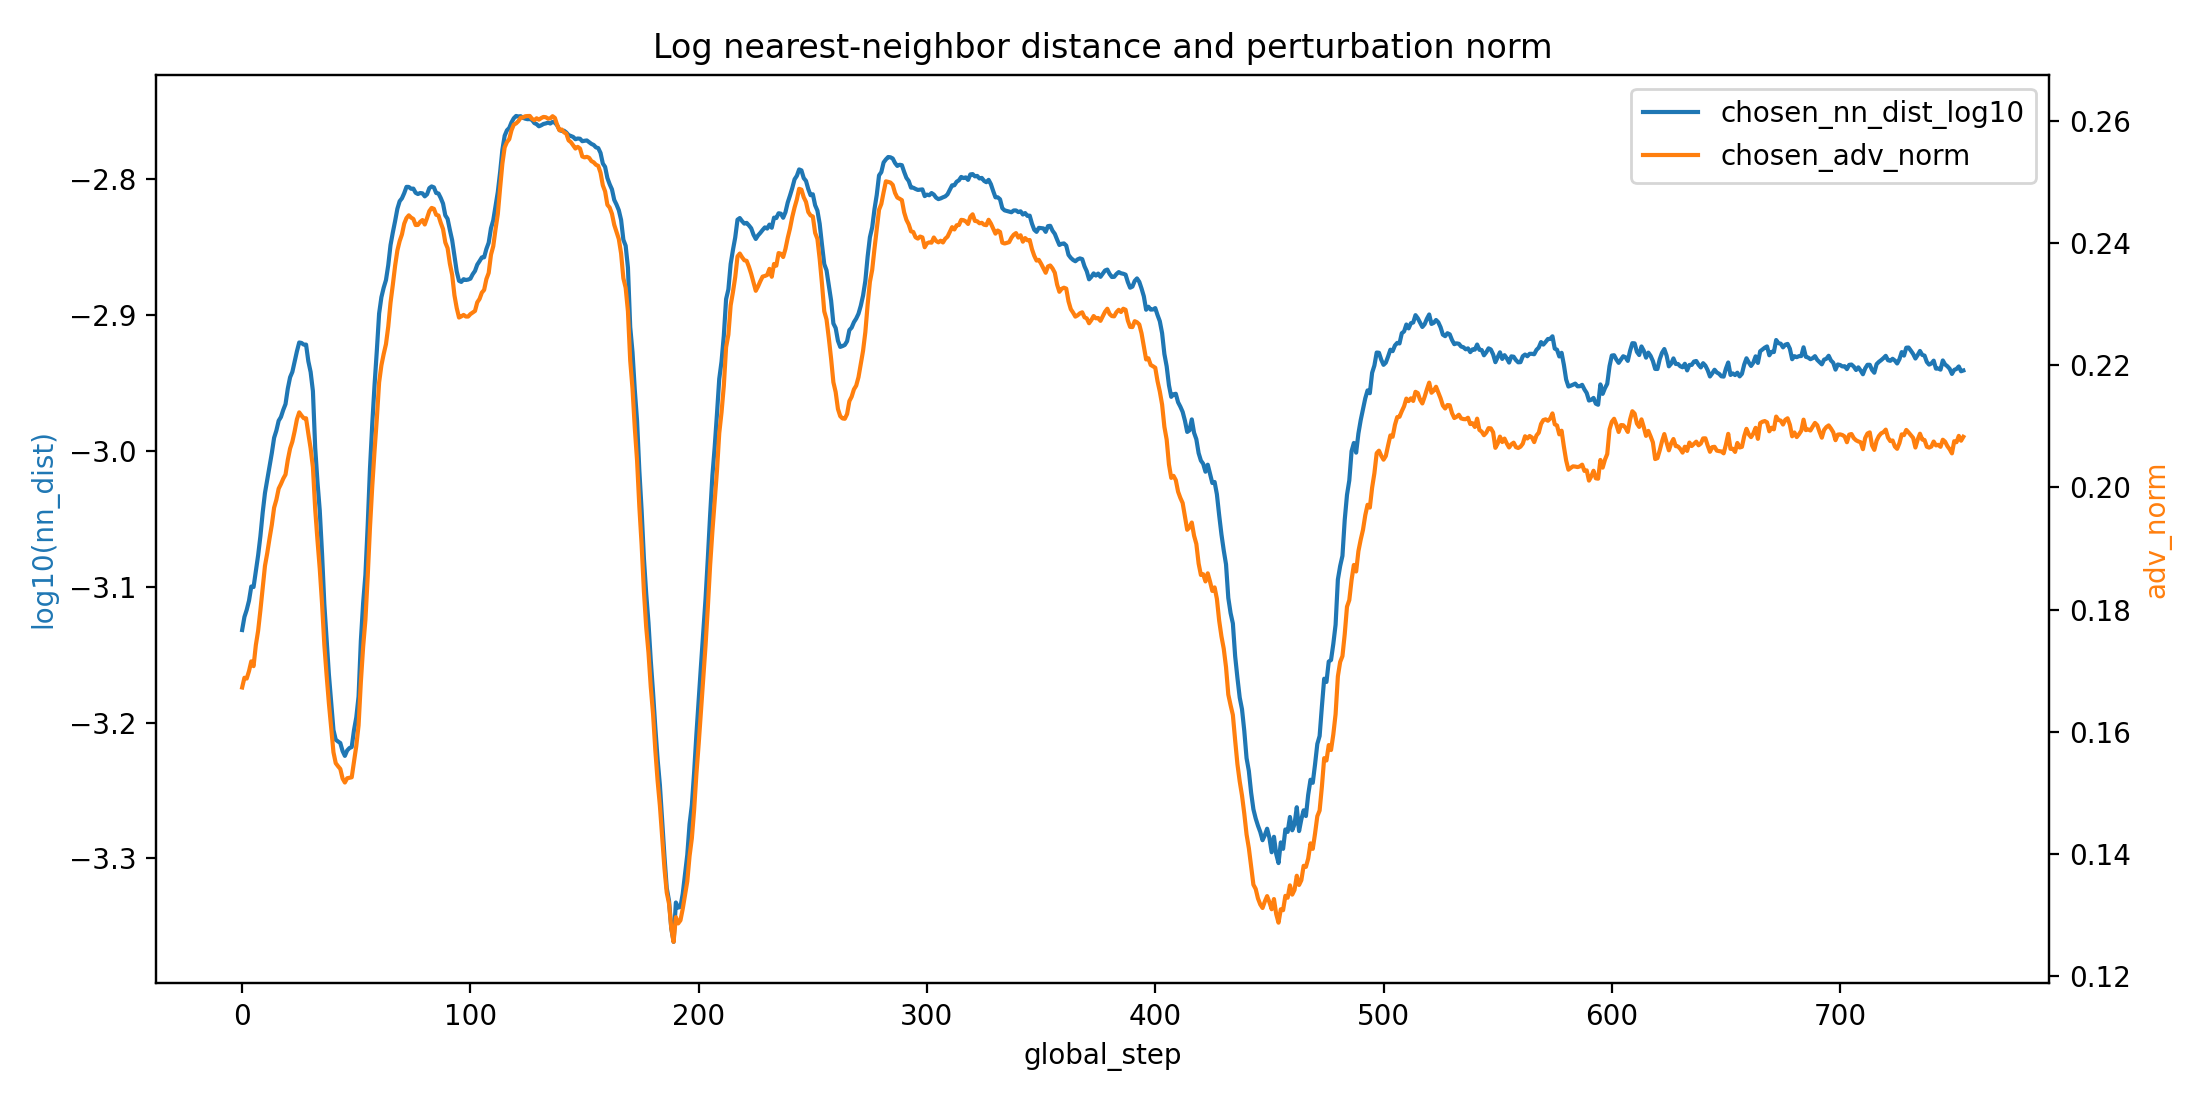 Log nearest-neighbor distance and perturbation norm
chosen_nn_dist_log10
chosen_adv_norm
log10(nn_dist)
−2.8
−2.9
−3.0
−3.1
−3.2
−3.3
0.26
0.24
0.22
0.20
0.18
0.16
0.14
0.12
adv_norm
0 100 200 300 400 500 600 700
global_step